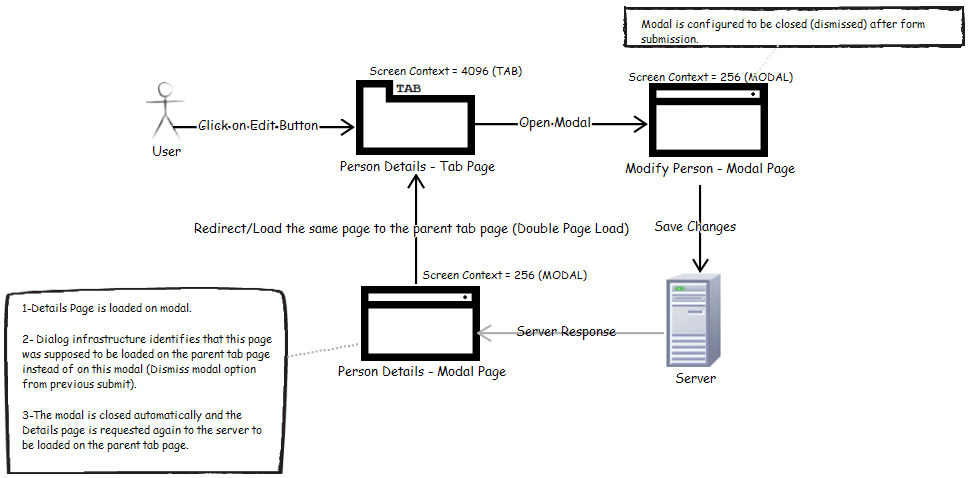 Modal is configured to be closed (dismissed) after form
submission.
Screen Context = 4096 (TAB)
Screen Context = 256 (MODAL)
TAB
Click on Edit Button
Open Modal
User
Person Details - Tab Page
Modify Person - Modal Page
Redirect/Load the same page to the parent tab page (Double Page Load)
Save Changes
Screen Context = 256 (MODAL)
1-Details Page is loaded on modal.
2- Dialog infrastructure identifies that this page
was supposed to be loaded on the parent tab page
instead of on this modal (Dismiss modal option
from previous submit).
3-The modal is closed automatically and the
Details page is requested again to the server to
be loaded on the parent tab page.
Server Response
Person Details - Modal Page
Server